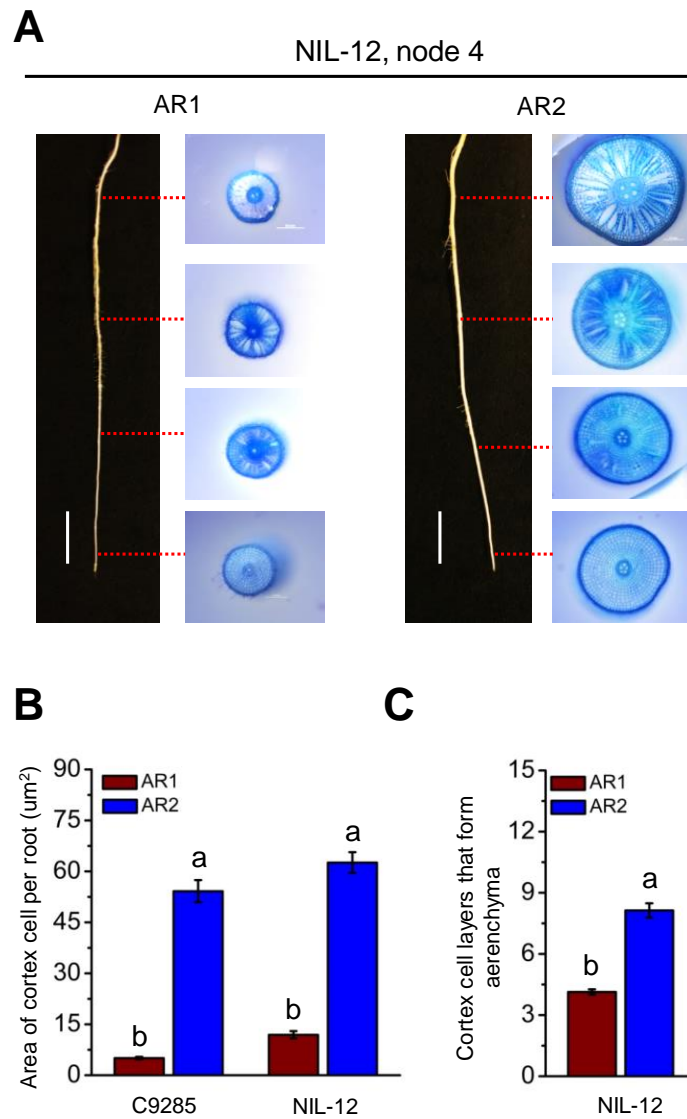 A
NIL-12, node 4
AR1 AR2
B
Area of cortex cell per root (um²)
90
75
60
45
30
15
0
AR1
AR2
b
a
b
a
C9285 NIL-12
C
Cortex cell layers that form
aerenchyma
15
12
9
6
3
0
AR1
AR2
b
a
NIL-12